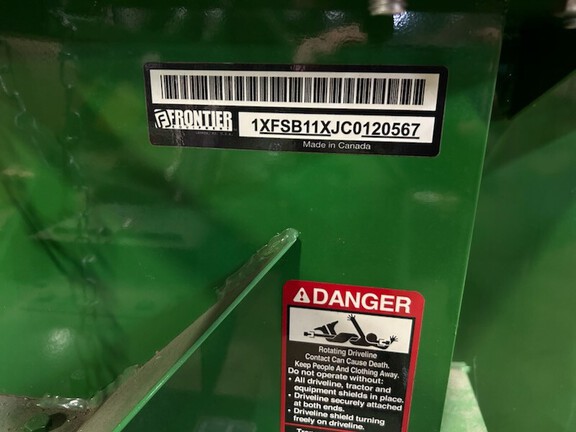 FRONTIER
1XFSB11XJC0120567
Made in Canada
DANGER
Rotating Driveline
Contact Can Cause Death.
Keep People And Clothing Away.
Do not operate without:
• All driveline, tractor and
equipment shields in place.
• Driveline securely attached
at both ends.
• Driveline shield turning
freely on driveline.